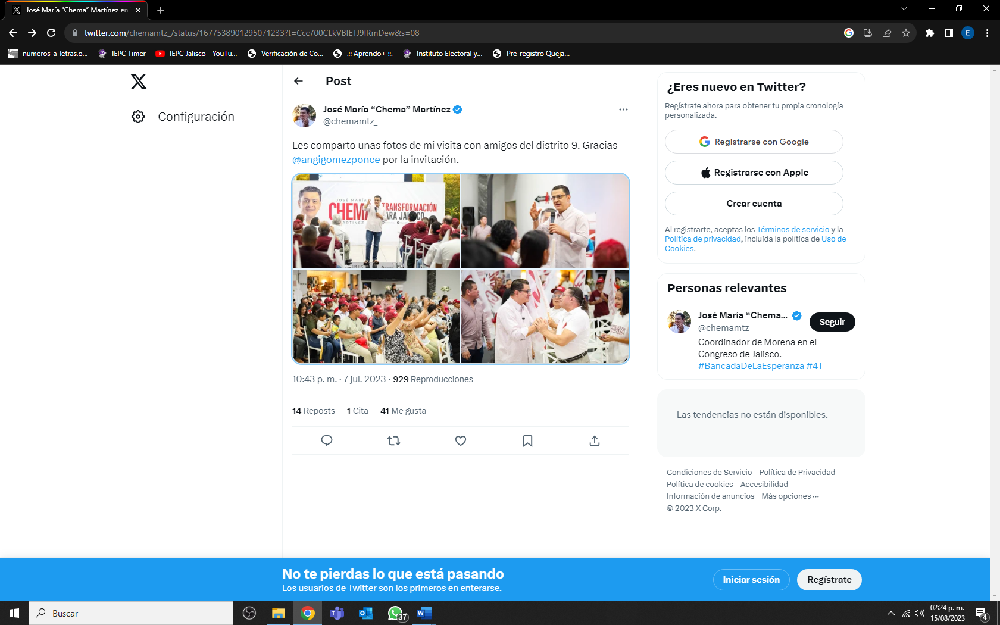 José María “Chema” Martínez en
twitter.com/chemamtz_/status/1677538901295071233?t=Ccc700CLkVBIETJ9IRmDew&s=08
E
numeros-a-letras.o...
IEPC Timer
IEPC Jalisco - YouTu...
Verificación de Co...
.:: Aprendo+ ::.
Instituto Electoral y...
Pre-registro Queja...
Configuración
Post
José María “Chema” Martínez
@chemamtz_
Les comparto unas fotos de mi visita con amigos del distrito 9. Gracias
@angigomezponce por la invitación.
JOSÉ MARÍA
CHEMA
MARTÍNEZ
TRANSFORMACIÓN
PARA JALISCO
10:43 p. m. · 7 jul. 2023 · 929 Reproducciones
14 Reposts 1 Cita 41 Me gusta
¿Eres nuevo en Twitter?
Regístrate ahora para obtener tu propia cronología
personalizada.
Registrarse con Google
Registrarse con Apple
Crear cuenta
Al registrarte, aceptas los Términos de servicio y la
Política de privacidad, incluida la política de Uso de
Cookies.
Personas relevantes
José María “Chema...
@chemamtz_
Seguir
Coordinador de Morena en el
Congreso de Jalisco.
#BancadaDeLaEsperanza #4T
Las tendencias no están disponibles.
Condiciones de Servicio Política de Privacidad
Política de cookies Accesibilidad
Información de anuncios Más opciones ···
© 2023 X Corp.
No te pierdas lo que está pasando
Los usuarios de Twitter son los primeros en enterarse.
Iniciar sesión
Regístrate
Buscar
37
02:24 p. m.
15/08/2023
4